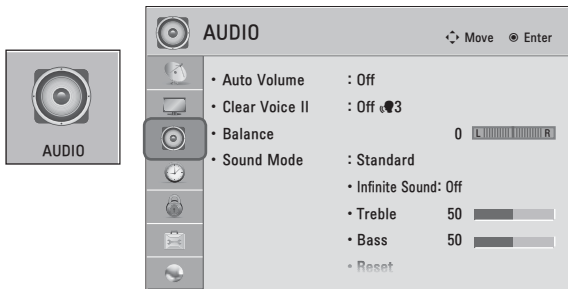 AUDIO
AUDIO
Move Enter
• Auto Volume : Off
• Clear Voice II : Off 3
• Balance 0 L R
• Sound Mode : Standard
• Infinite Sound: Off
• Treble 50
• Bass 50
• Reset